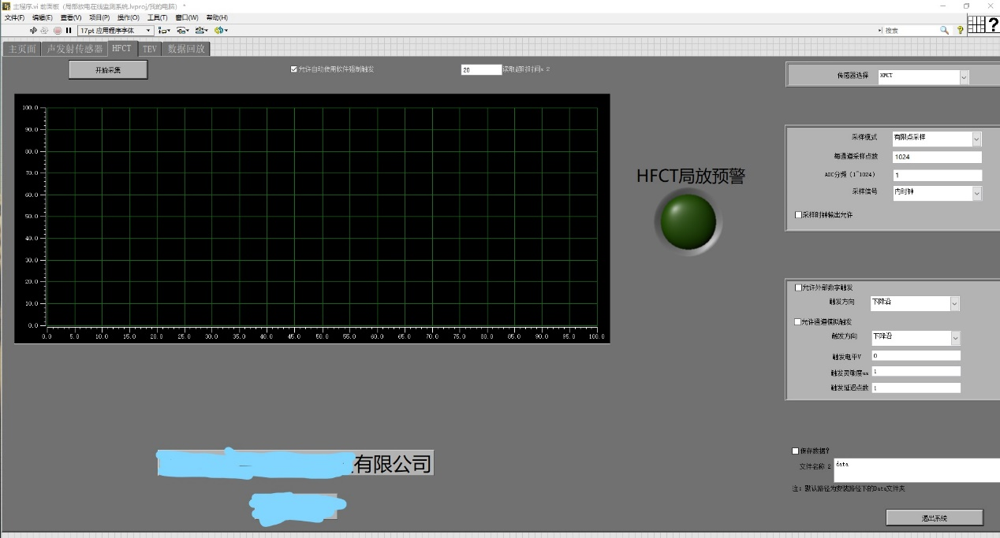 主程序.vi 前面板 (局部放电在线监测系统.lvproj/我的电脑) *
文件(F) 编辑(E) 查看(V) 项目(P) 操作(O) 工具(T) 窗口(W) 帮助(H)
17pt 应用程序字体 搜索
主页面 声发射传感器 HFCT TEV 数据回放
开始采集 允许自动使用软件强制触发 20 读取超时时间s 2
传感器选择 HFCT
100.0
90.0
80.0
70.0
60.0
50.0
40.0
30.0
20.0
10.0
0.0
0.0 5.0 10.0 15.0 20.0 25.0 30.0 35.0 40.0 45.0 50.0 55.0 60.0 65.0 70.0 75.0 80.0 85.0 90.0 95.0 100.0
HFCT局放预警
采样模式 有限点采样
每通道采样点数 1024
ADC分频 (1~1024) 1
采样信号 内时钟
采样时钟输出允许
允许外部数字触发
触发方向 下降沿
允许通道模拟触发
触发方向 下降沿
触发电平V 0
触发灵敏度us 1
触发延迟点数 1
有限公司
保存数据?
文件名称 2 data
注: 默认路径为安装路径下的Data文件夹
退出系统